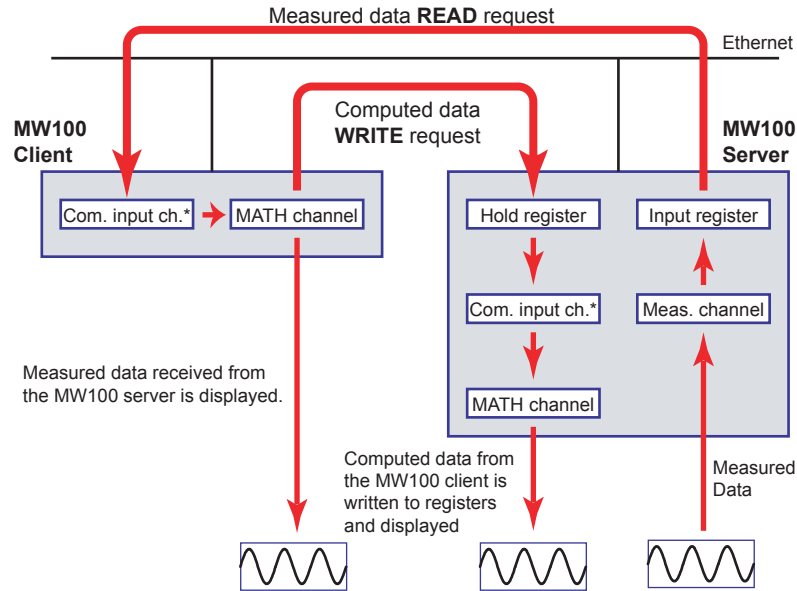 Measured data READ request
Ethernet
Computed data
WRITE request
MW100
Client
MW100
Server
Com. input ch.*
MATH channel
Hold register
Input register
Com. input ch.*
Meas. channel
Measured data received from
the MW100 server is displayed.
MATH channel
Computed data from
the MW100 client is
written to registers
and displayed
Measured
Data